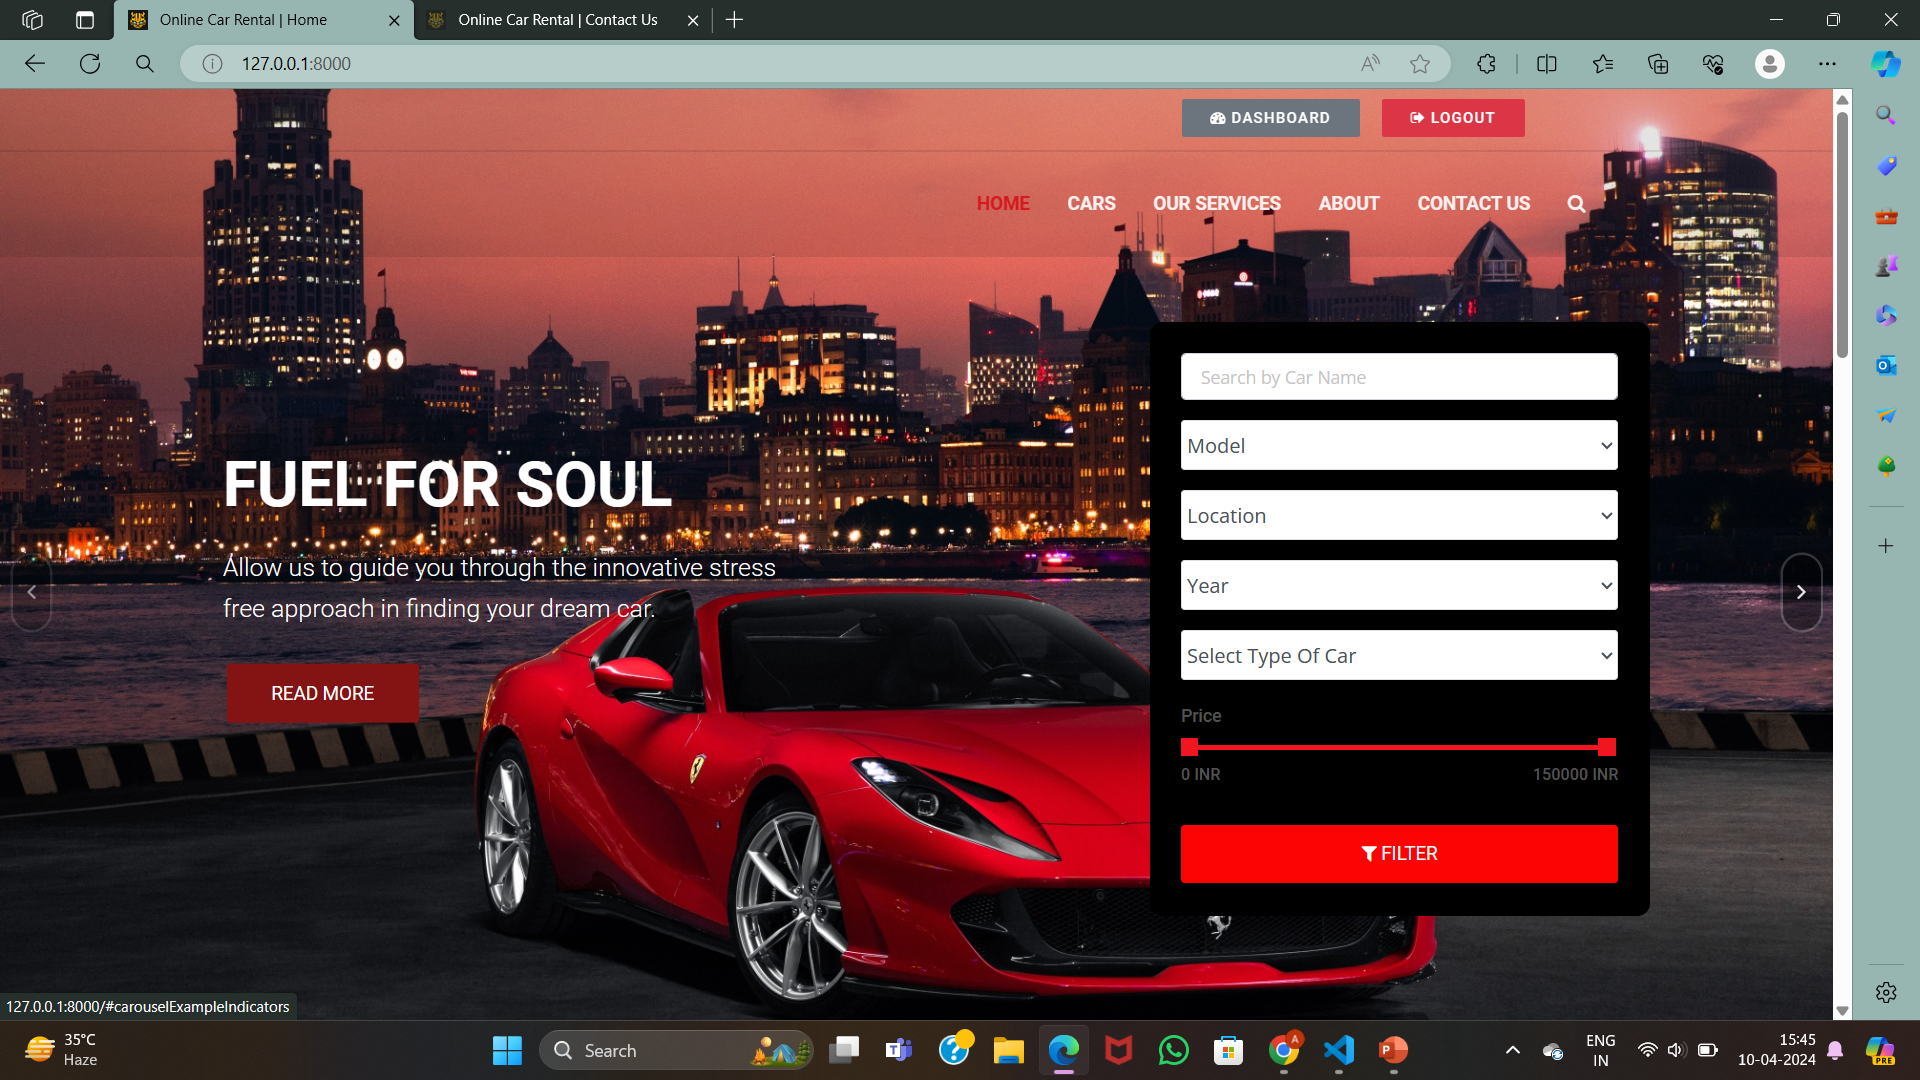 Online Car Rental | Home
Online Car Rental | Contact Us
127.0.0.1:8000
DASHBOARD
LOGOUT
HOME CARS OUR SERVICES ABOUT CONTACT US
Search by Car Name
Model
Location
Year
Select Type Of Car
Price
0 INR 150000 INR
FILTER
FUEL FOR SOUL
Allow us to guide you through the innovative stress
free approach in finding your dream car.
READ MORE
127.0.0.1:8000/#carouselExampleIndicators
35°C
Haze
Search
ENG
IN
15:45
10-04-2024
PRE